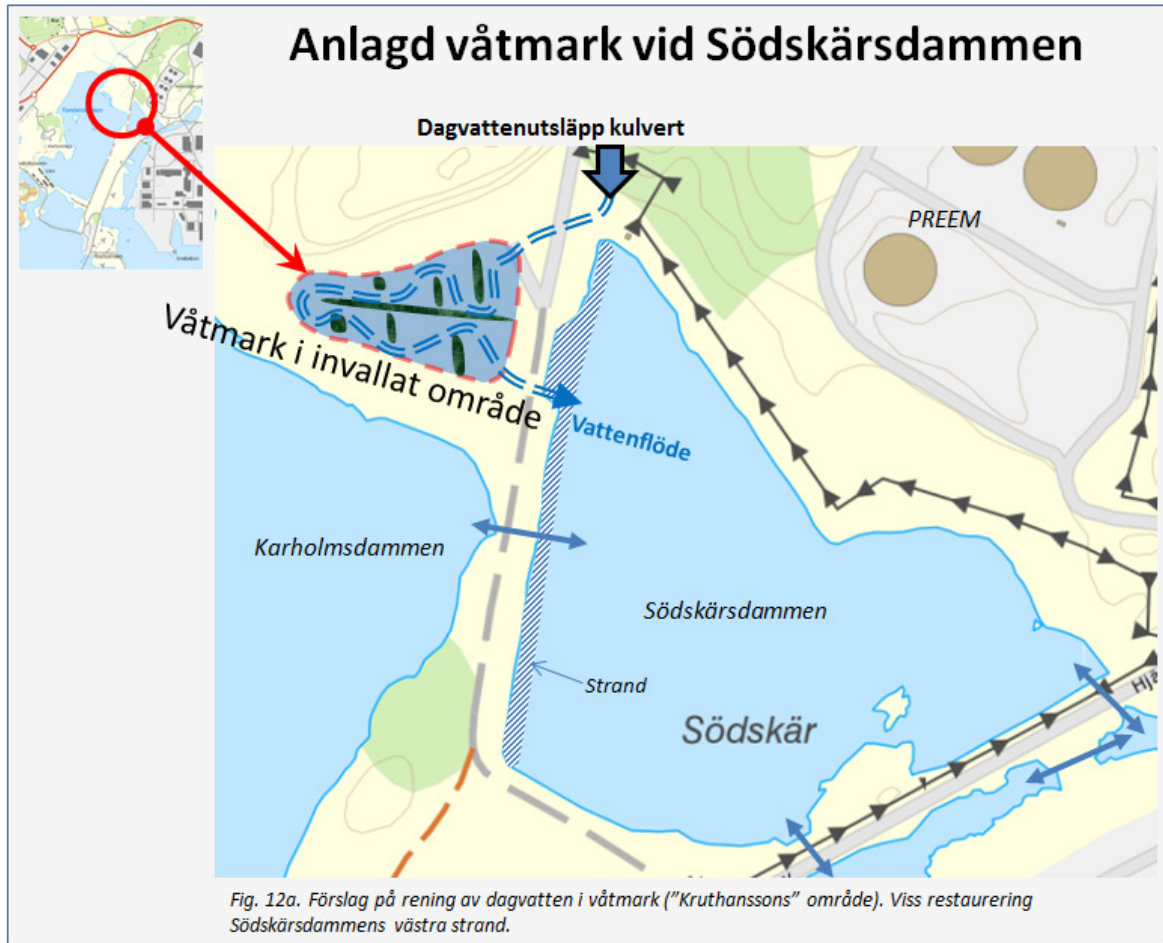 Anlagd våtmark vid Södskärsdammen
Dagvattenutsläpp kulvert
PREEM
Våtmark i invallat område
Vattenflöde
Karholmsdammen
Södskärsdammen
Strand
Södskär
Fig. 12a. Förslag på rening av dagvatten i våtmark (”Kruthanssons” område). Viss restaurering
Södskärsdammens västra strand.